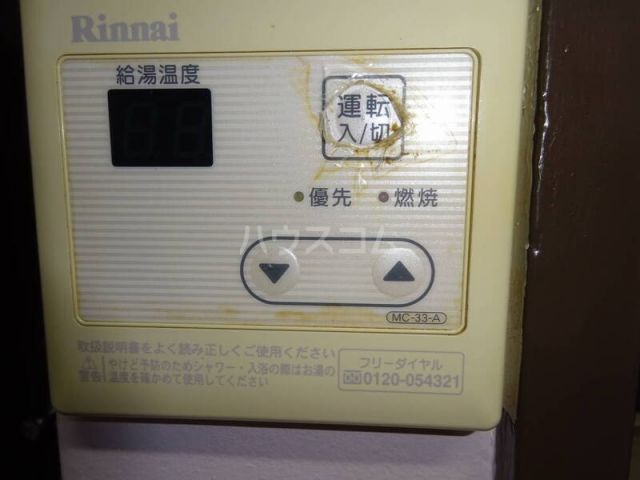 Rinnai
給湯温度
運転
入/切
優先
燃焼
ハウスコム
▼
▲
MC-33-A
取扱説明書をよく読み正しくご使用ください
警告
やけど予防のためシャワー・入浴の際はお湯の
温度を確かめて使用してください
フリーダイヤル
0120-054321